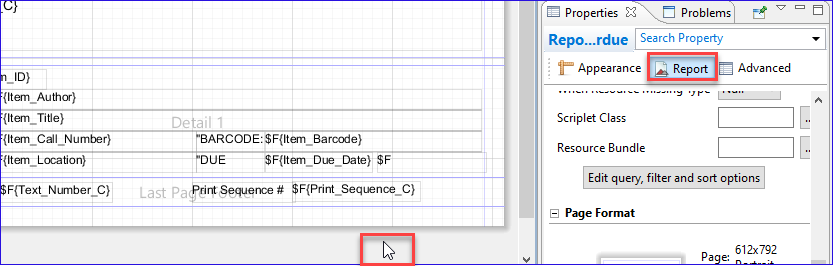 C}
m_ID}
F{Item_Author}
F{Item_Title}
Detail 1
F{Item_Call_Number} "BARCODE: $F{Item_Barcode}
F{Item_Location} "DUE $F{Item_Due_Date} $F
$F{Text_Number_C} Last Page Footer Print Sequence # $F{Print_Sequence_C}
Properties Problems
Repo...rdue Search Property
Appearance Report Advanced
When Resource Missing Type Null
Scriptlet Class ...
Resource Bundle ...
Edit query, filter and sort options
Page Format
Page: 612x792
Portrait